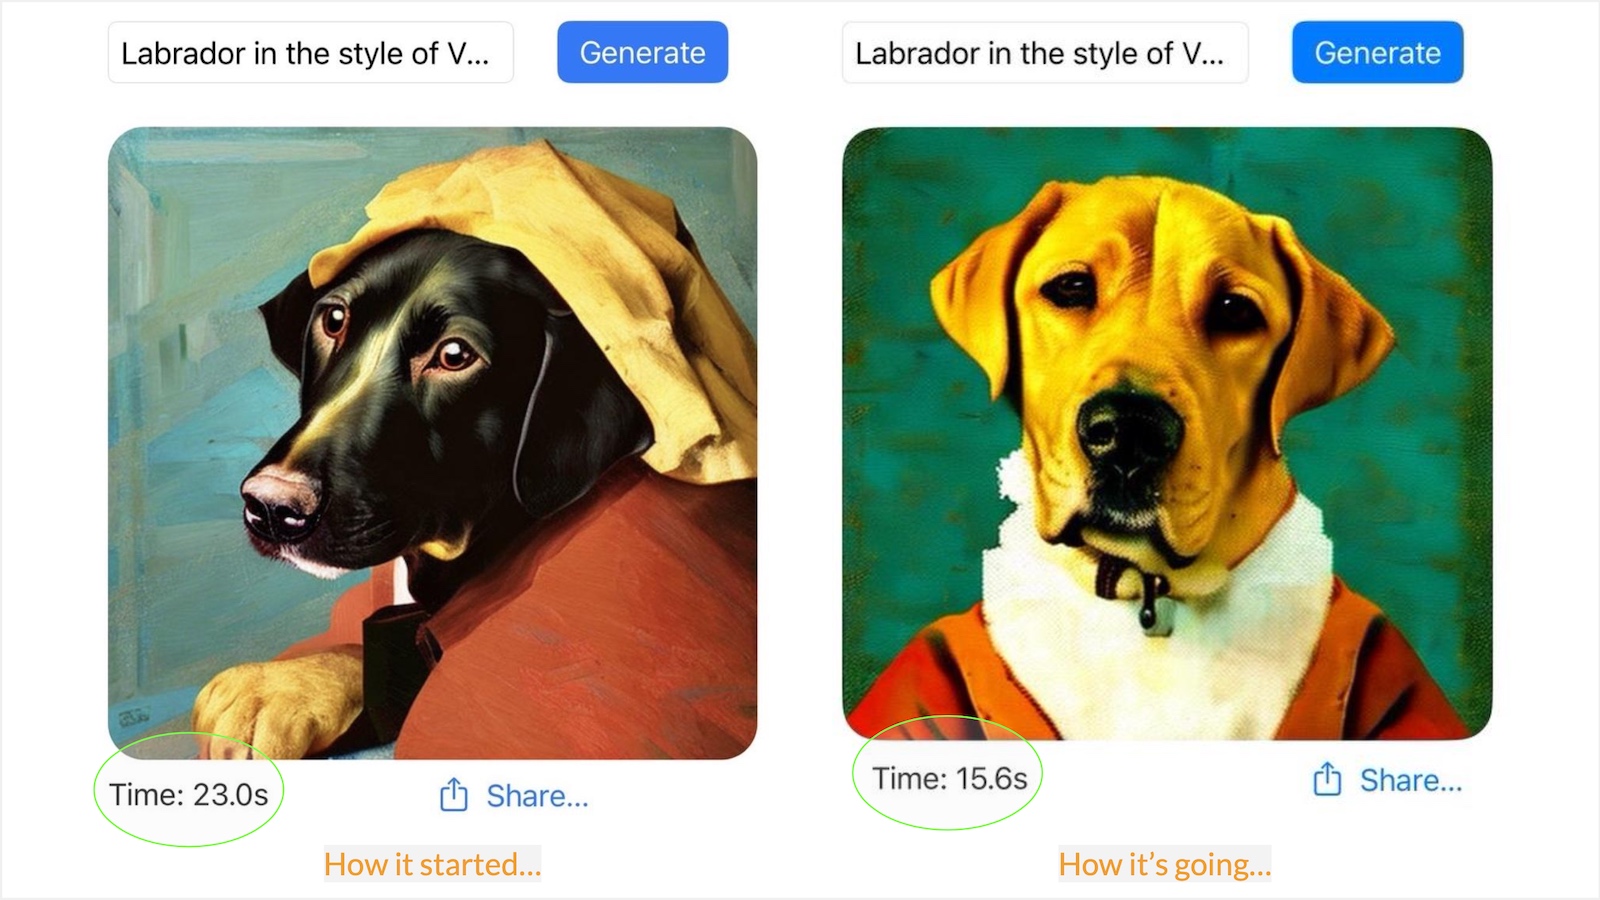 Labrador in the style of V...
Generate
Time: 23.0s
Share...
How it started...
Labrador in the style of V...
Generate
Time: 15.6s
Share...
How it's going...